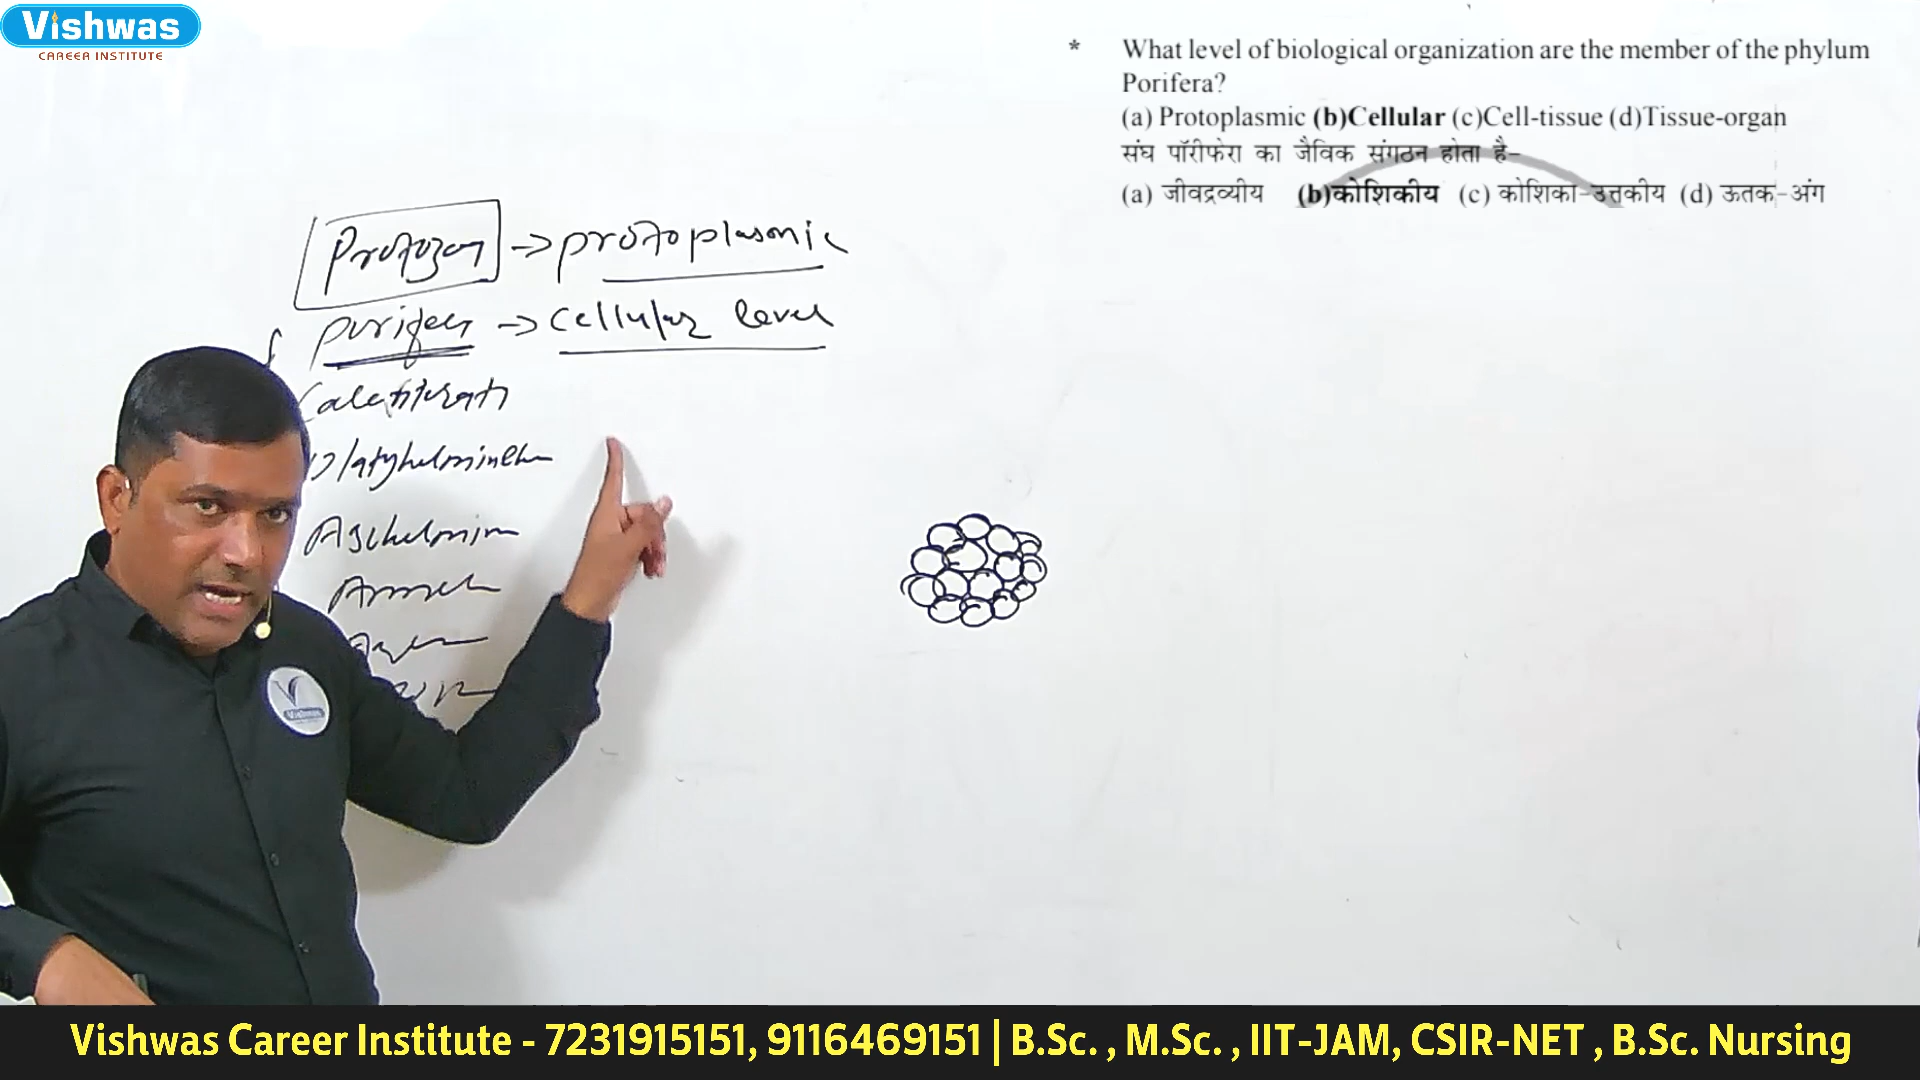 Vishwas
CAREER INSTITUTE
* What level of biological organization are the member of the phylum
Porifera?
(a) Protoplasmic (b)Cellular (c)Cell-tissue (d)Tissue-organ
संघ पॉरीफेरा का जैविक संगठन होता है-
(a) जीवद्रव्यीय (b)कोशिकीय (c) कोशिका-उत्तकीय (d) ऊतक-अंग
Protozoa -> protoplasmic
porifera -> cellular level
Vishwas
Vishwas Career Institute - 7231915151, 9116469151 | B.Sc. , M.Sc. , IIT-JAM, CSIR-NET , B.Sc. Nursing